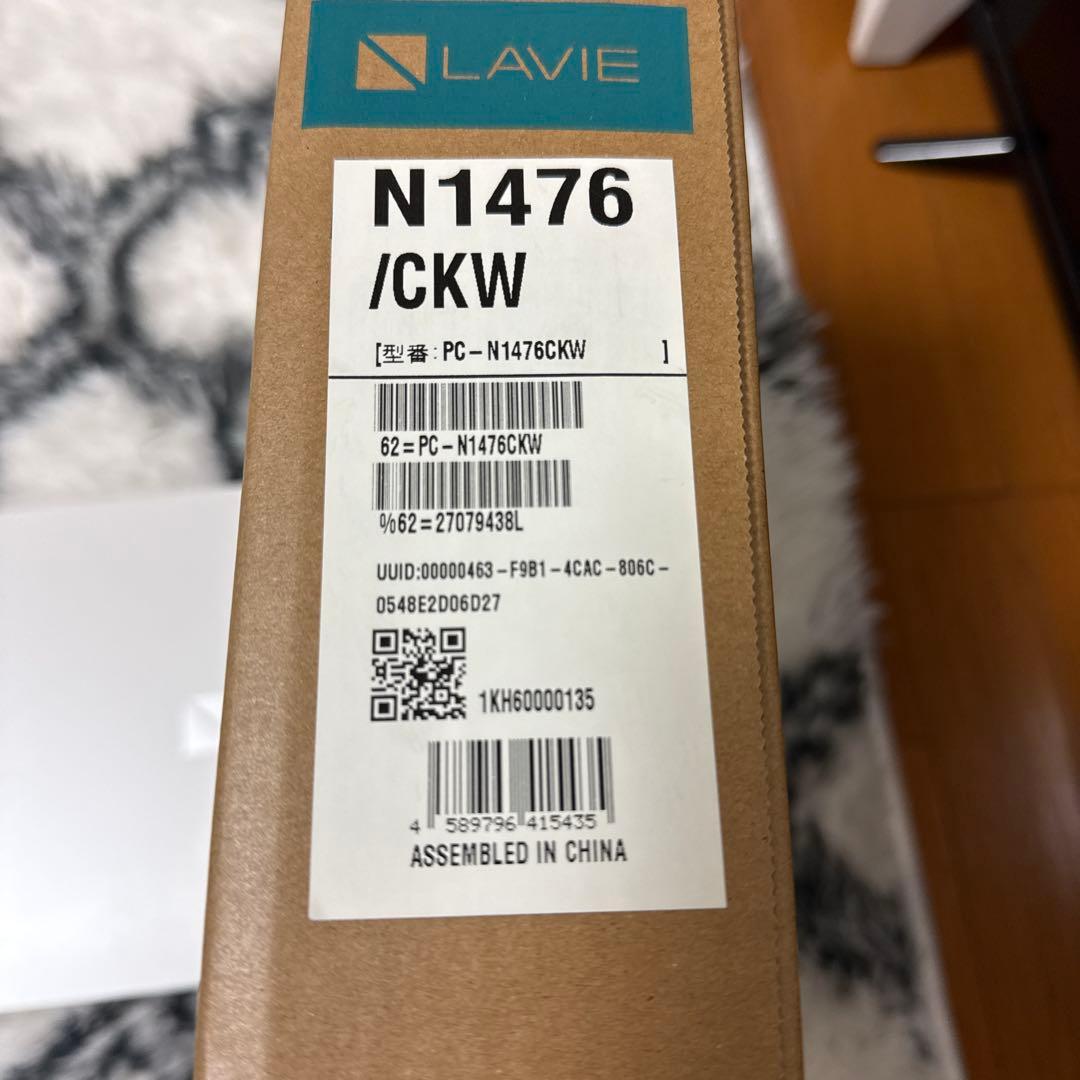 LAVIE
N1476
/CKW
[型番:PC-N1476CKW ]
62=PC-N1476CKW
%62=27079438L
UUID:00000463-F9B1-4CAC-806C-
0548E2D06D27
1KH60000135
4 589796 415435
ASSEMBLED IN CHINA